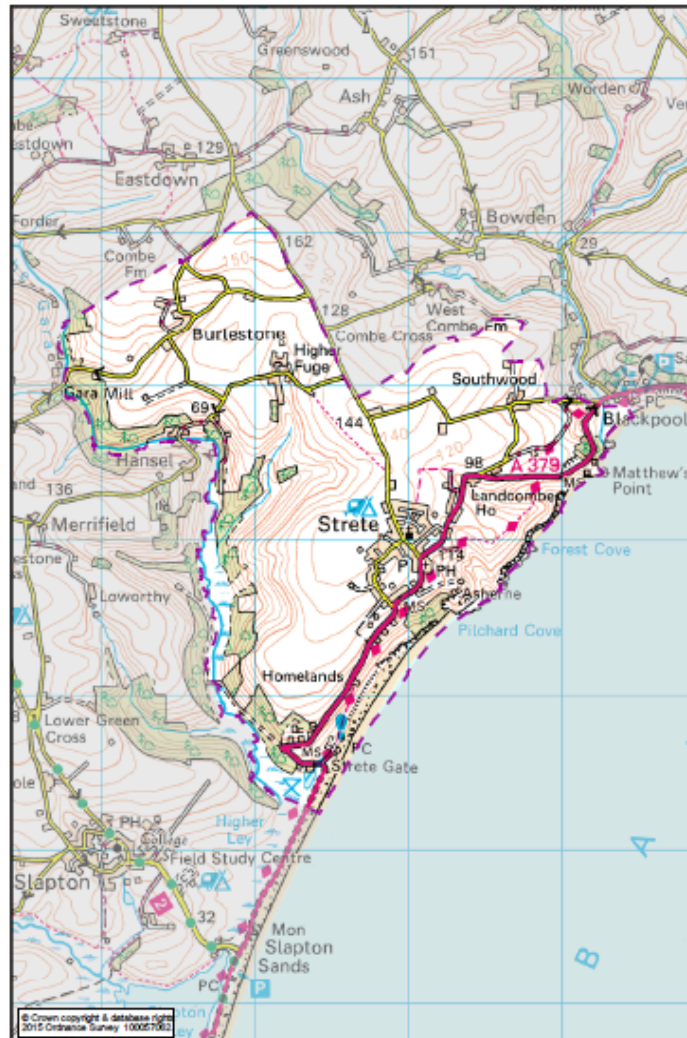 Sweetstone
Greenswood
151
Ash
Worden
129
Eastdown
Bowden
29
Forder
Combe
Fm
162
150
128
West
Combe Fm
Combe Cross
Gara
Burlestone
Higher
Fuge
Southwood
PC
Blackpool
Gara Mill
69
144
140
120
98
A 379
Hansel
136
Landcombe
Ho
MS
Matthew's
Point
Merrifield
Strete
114
PH
P
Forest Cove
Loworthy
MS
Asherne
Pilchard Cove
Homelands
Lower Green
Cross
MS
P
PC
Strete Gate
Higher
Ley
PH
College
Field Study Centre
Slapton
2
32
Mon
Slapton
Sands
PC
P
A
B
© Crown copyright & database rights
2015 Ordnance Survey 100057062